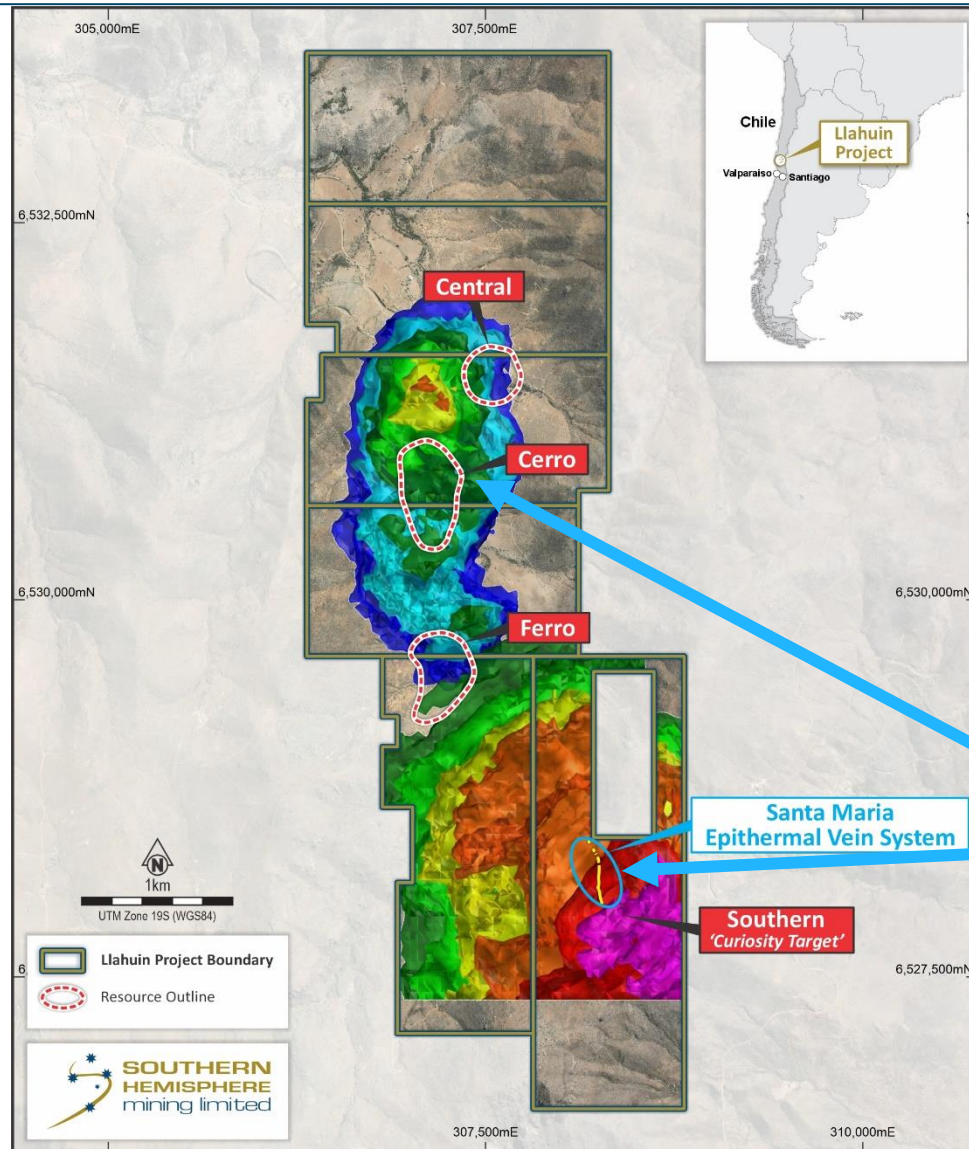 305,000mE
307,500mE
Chile
Llahuin
Project
Valparaiso
Santiago
6,532,500mN
Central
Cerro
6,530,000mN
6,530,000mN
Ferro
Santa Maria
Epithermal Vein System
N
1km
UTM Zone 19S (WGS84)
Southern
'Curiosity Target'
6,527,500mN
Llahuin Project Boundary
Resource Outline
SOUTHERN
HEMISPHERE
mining limited
307,500mE
310,000mE